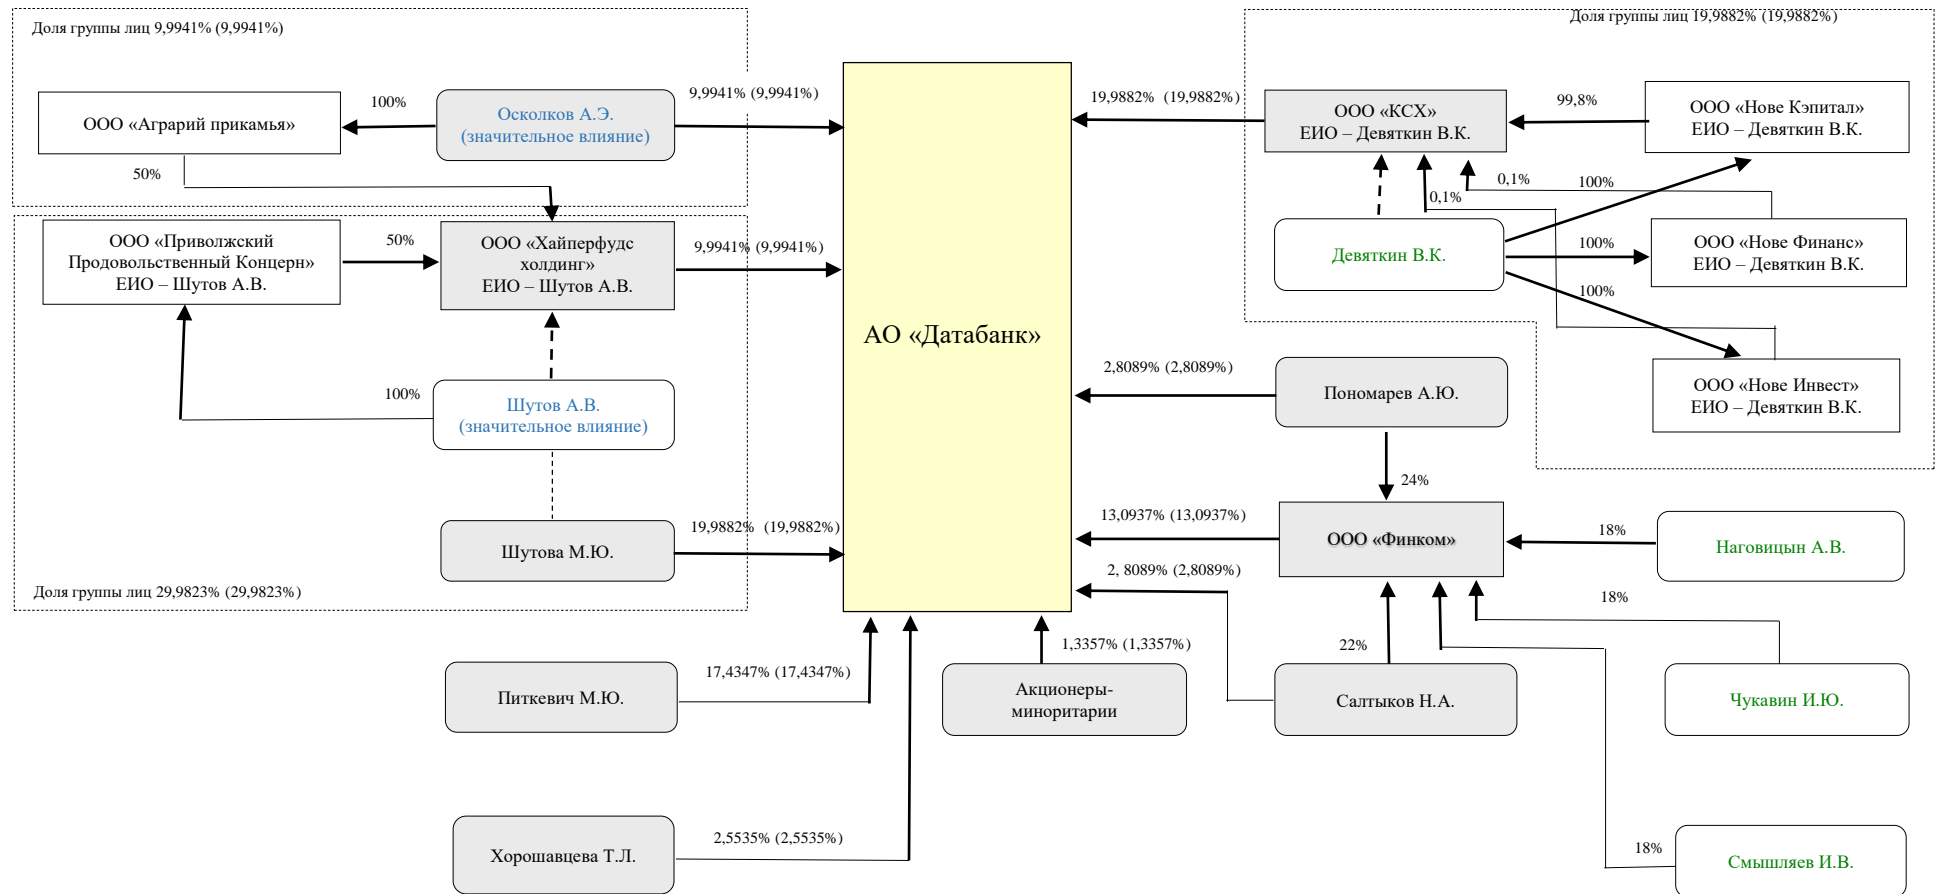 Доля группы лиц 9,9941% (9,9941%)
Доля группы лиц 19,9882% (19,9882%)
ООО «Аграрий прикамья»
100%
Осколков А.Э.
(значительное влияние)
9,9941% (9,9941%)
50%
19,9882% (19,9882%)
ООО «КСХ»
ЕИО – Девяткин В.К.
99,8%
ООО «Нове Кэпитал»
ЕИО – Девяткин В.К.
0,1%
100%
0,1%
ООО «Приволжский
Продовольственный Концерн»
ЕИО – Шутов А.В.
50%
ООО «Хайперфудс
холдинг»
ЕИО – Шутов А.В.
9,9941% (9,9941%)
Девяткин В.К.
100%
ООО «Нове Финанс»
ЕИО – Девяткин В.К.
100%
АО «Датабанк»
ООО «Нове Инвест»
ЕИО – Девяткин В.К.
100%
Шутов А.В.
(значительное влияние)
2,8089% (2,8089%)
Пономарев А.Ю.
24%
19,9882% (19,9882%)
Шутова М.Ю.
Доля группы лиц 29,9823% (29,9823%)
13,0937% (13,0937%)
ООО «Финком»
18%
Наговицын А.В.
2, 8089% (2,8089%)
18%
22%
1,3357% (1,3357%)
17,4347% (17,4347%)
Питкевич М.Ю.
Акционеры-
миноритарии
Салтыков Н.А.
Чукавин И.Ю.
Хорошавцева Т.Л.
2,5535% (2,5535%)
18%
Смышляев И.В.